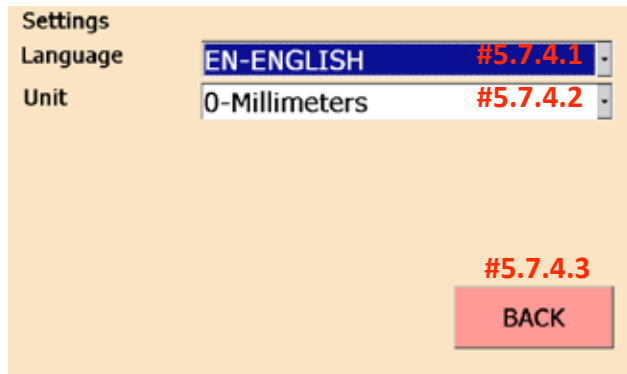 Settings
Language EN-ENGLISH #5.7.4.1
Unit 0-Millimeters #5.7.4.2
#5.7.4.3
BACK